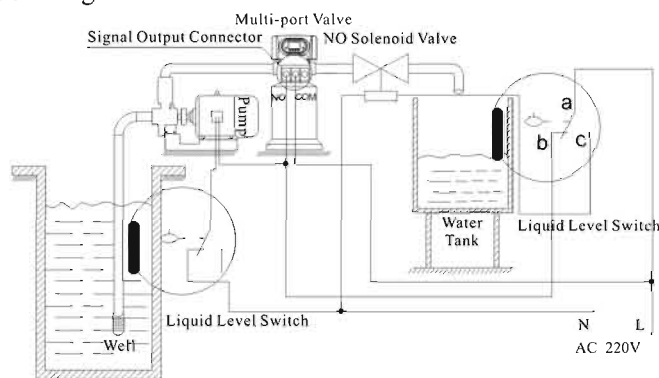 Multi-port Valve
Signal Output Connector
NO Solenoid Valve
NO COM
Pump
a
b
c
Water
Tank
Liquid Level Switch
Liquid Level Switch
Well
N L
AC 220V